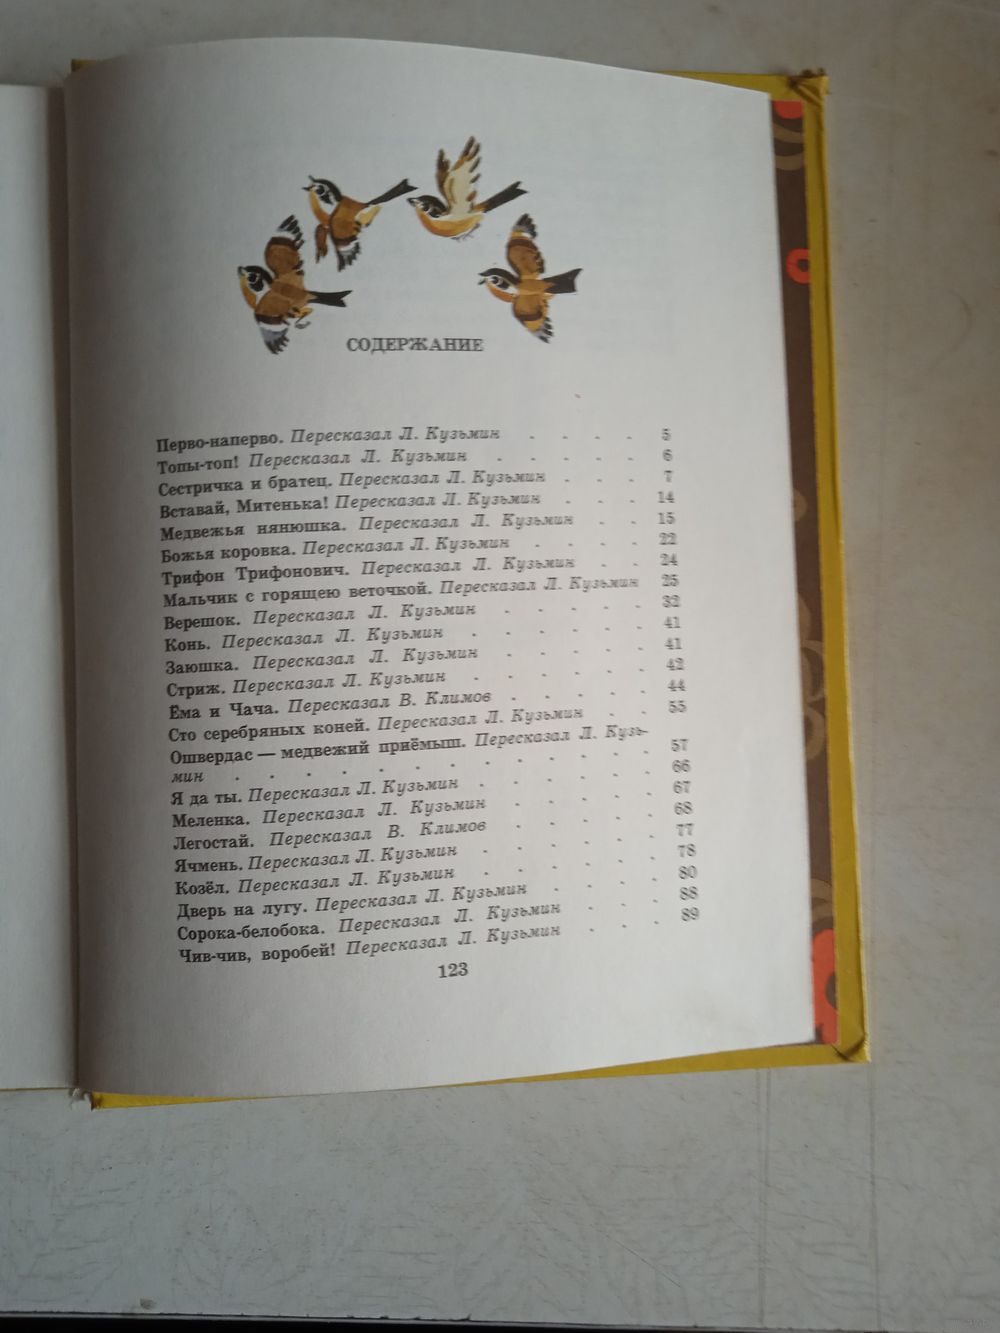 СОДЕРЖАНИЕ
Перво-наперво. Пересказал Л. Кузьмин . . . . 5
Топы-топ! Пересказал Л. Кузьмин . . . . . 6
Сестричка и братец. Пересказал Л. Кузьмин . . . 7
Вставай, Митенька! Пересказал Л. Кузьмин . . . 14
Медвежья нянюшка. Пересказал Л. Кузьмин . . 15
Божья коровка. Пересказал Л. Кузьмин . . . . 22
Трифон Трифонович. Пересказал Л. Кузьмин . . 24
Мальчик с горящею веточкой. Пересказал Л. Кузьмин 25
Верешок. Пересказал Л. Кузьмин . . . . . 32
Конь. Пересказал Л. Кузьмин . . . . . 41
Заюшка. Пересказал Л. Кузьмин . . . . . 41
Стриж. Пересказал Л. Кузьмин . . . . . 42
Ёма и Чача. Пересказал В. Климов . . . . . 44
Сто серебряных коней. Пересказал Л. Кузьмин . . 55
Ошвердас — медвежий приёмыш. Пересказал Л. Кузь-
мин . . . . . . . . . . . 57
Я да ты. Пересказал Л. Кузьмин . . . . . 66
Меленка. Пересказал Л. Кузьмин . . . . . 67
Легостай. Пересказал В. Климов . . . . 68
Ячмень. Пересказал Л. Кузьмин . . . . . 77
Козёл. Пересказал Л. Кузьмин . . . . . 78
Дверь на лугу. Пересказал Л. Кузьмин . . . . 80
Сорока-белобока. Пересказал Л. Кузьмин . . . 88
Чив-чив, воробей! Пересказал Л. Кузьмин . . . 89
123